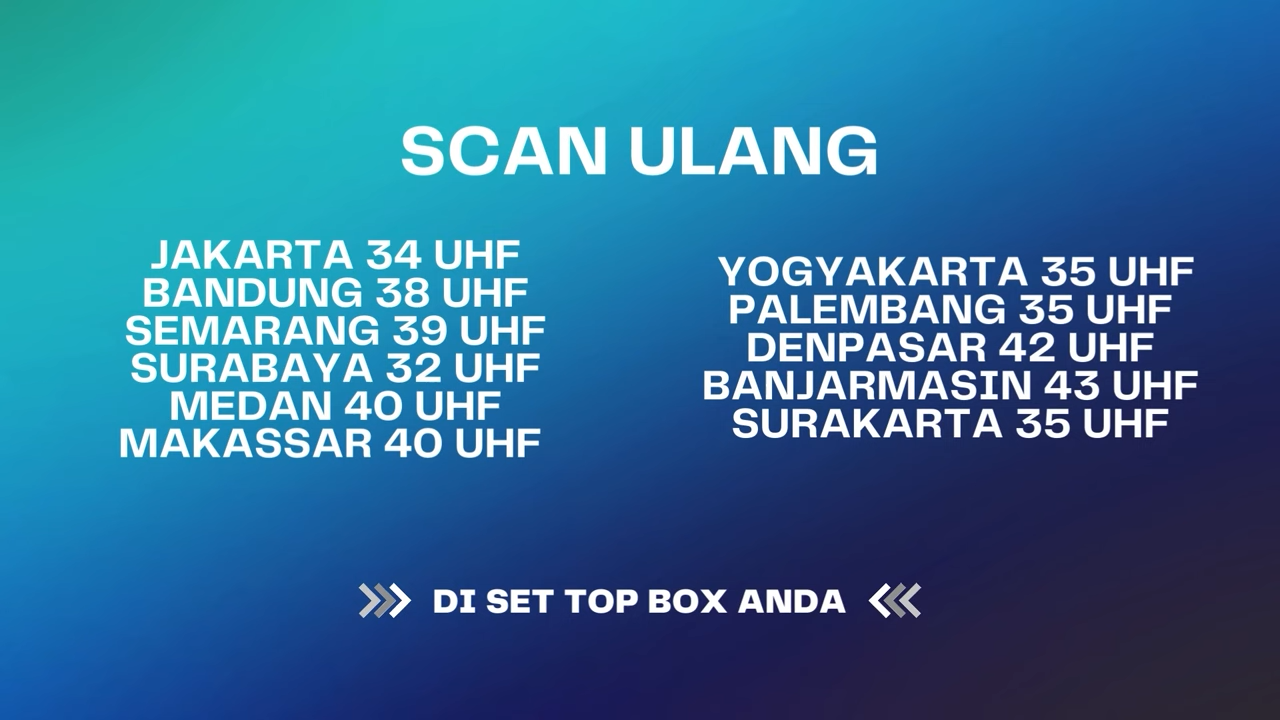 SCAN ULANG
JAKARTA 34 UHF
BANDUNG 38 UHF
SEMARANG 39 UHF
SURABAYA 32 UHF
MEDAN 40 UHF
MAKASSAR 40 UHF
YOGYAKARTA 35 UHF
PALEMBANG 35 UHF
DENPASAR 42 UHF
BANJARMASIN 43 UHF
SURAKARTA 35 UHF
DI SET TOP BOX ANDA